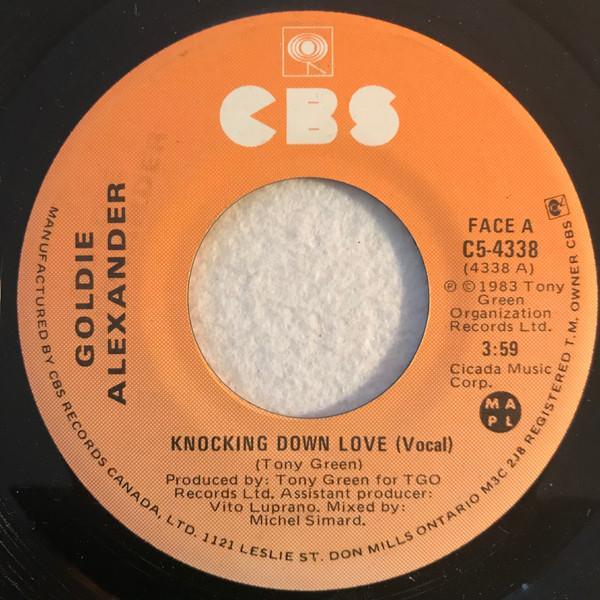 CBS
GOLDIE
ALEXANDER
FACE A
C5-4338
(4338 A)
℗ © 1983 Tony
Green
Organization
Records Ltd.
3:59
Cicada Music
Corp.
M A
P L
KNOCKING DOWN LOVE (Vocal)
(Tony Green)
Produced by: Tony Green for TGO
Records Ltd. Assistant producer:
Vito Luprano. Mixed by:
Michel Simard.
MANUFACTURED BY CBS RECORDS CANADA, LTD. 1121 LESLIE ST. DON MILLS ONTARIO M3C 2J8 REGISTERED T.M. OWNER CBS